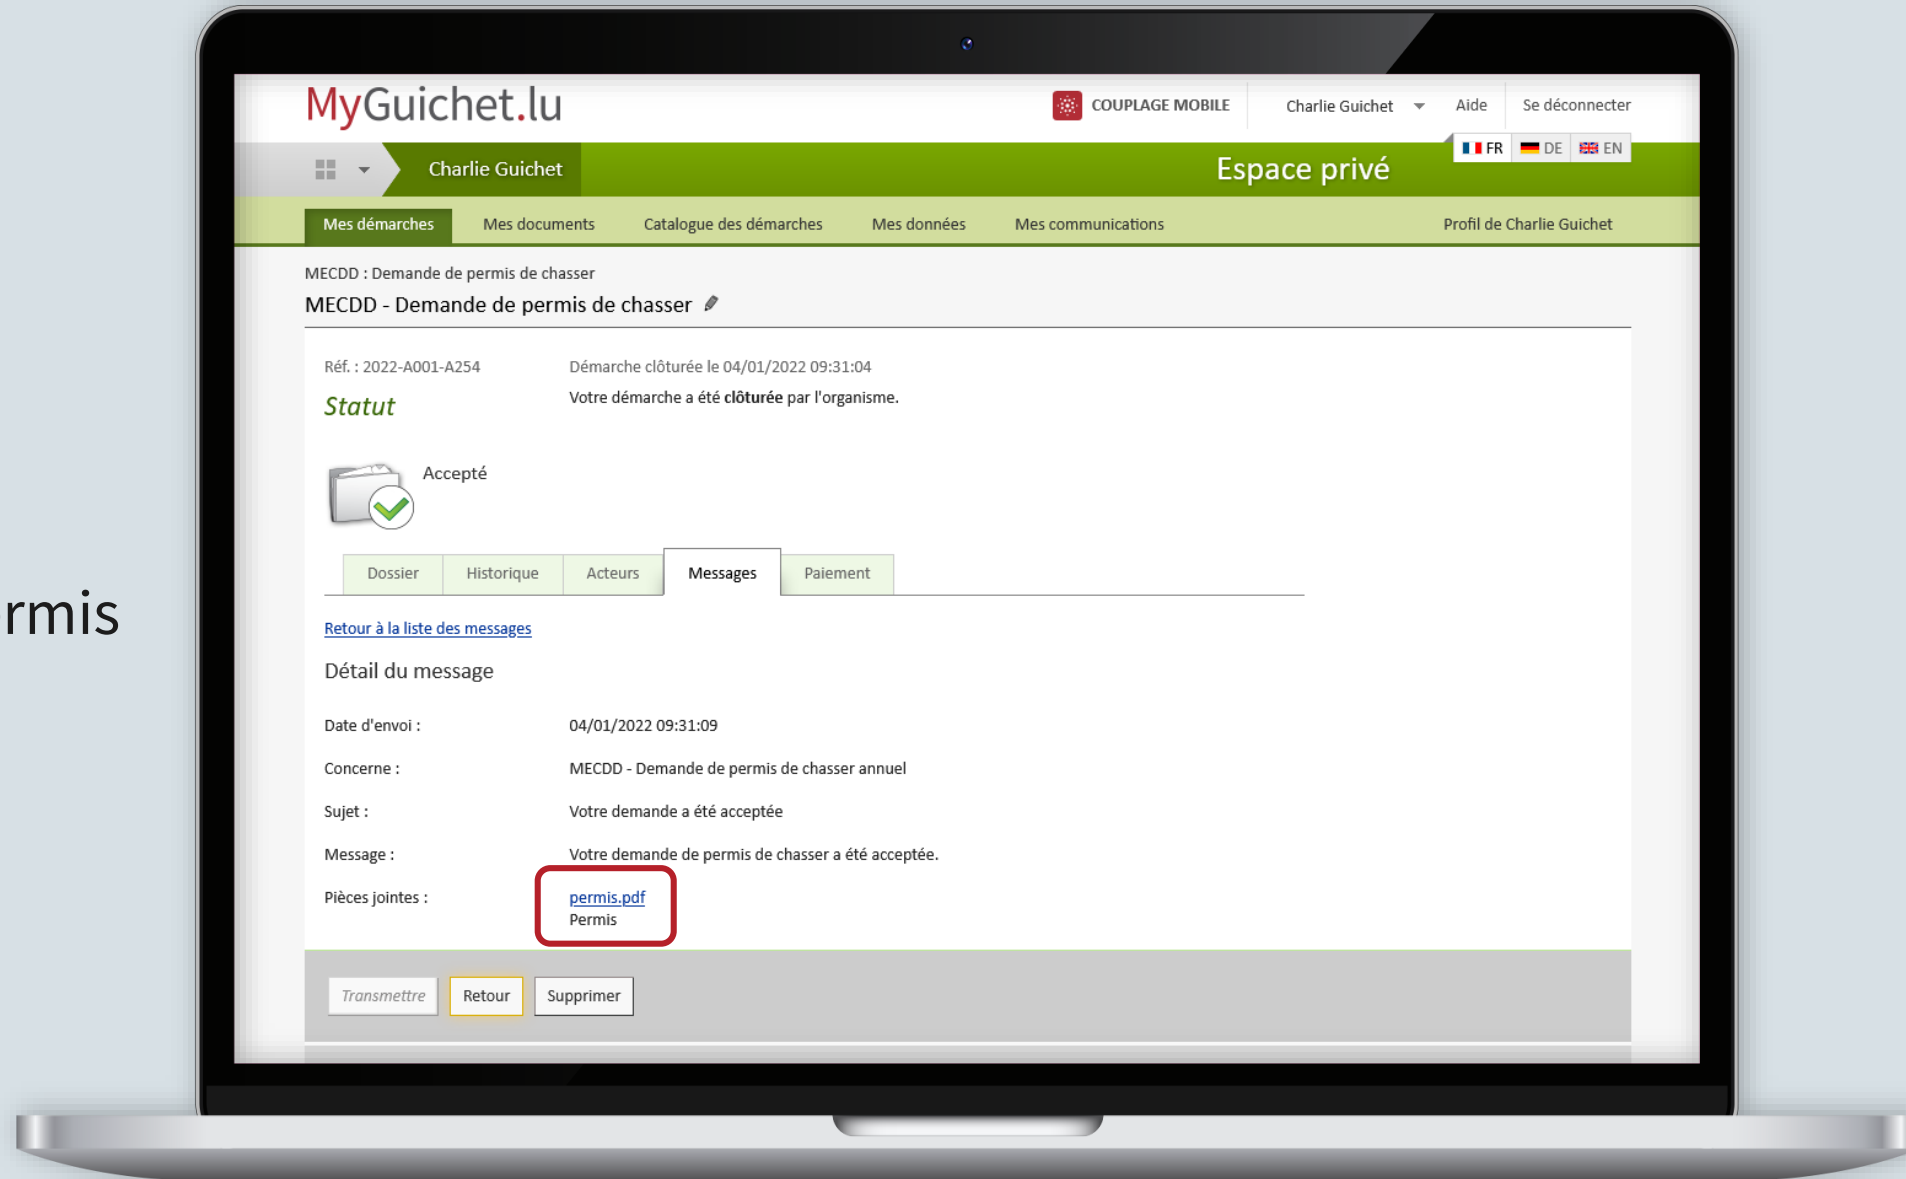 MyGuichet.lu
COUPLAGE MOBILE
Charlie Guichet
Aide
Se déconnecter
FR
DE
EN
Charlie Guichet
Espace privé
Mes démarches
Mes documents
Catalogue des démarches
Mes données
Mes communications
Profil de Charlie Guichet
MECDD : Demande de permis de chasser
MECDD - Demande de permis de chasser
Réf. : 2022-A001-A254
Démarche clôturée le 04/01/2022 09:31:04
Statut
Votre démarche a été clôturée par l'organisme.
Accepté
Dossier
Historique
Acteurs
Messages
Paiement
rmis
Retour à la liste des messages
Détail du message
Date d'envoi : 04/01/2022 09:31:09
Concerne : MECDD - Demande de permis de chasser annuel
Sujet : Votre demande a été acceptée
Message : Votre demande de permis de chasser a été acceptée.
Pièces jointes : permis.pdf
Permis
Transmettre
Retour
Supprimer